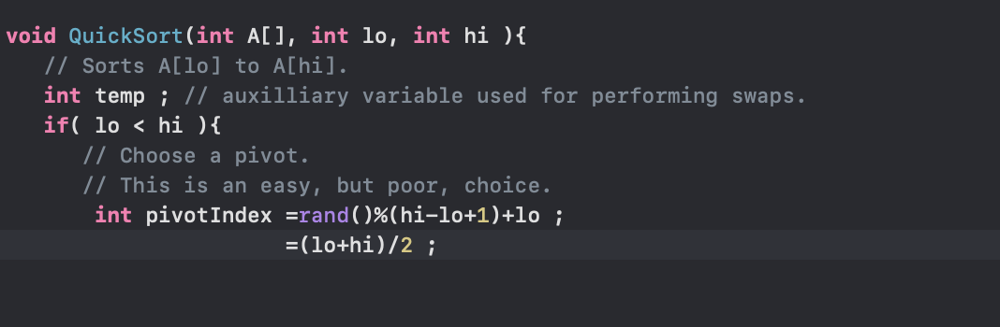 void QuickSort(int A[], int lo, int hi ){
// Sorts A[lo] to A[hi].
int temp ; // auxilliary variable used for performing swaps.
if( lo < hi ){
// Choose a pivot.
// This is an easy, but poor, choice.
int pivotIndex =rand()%(hi-lo+1)+lo ;
=(lo+hi)/2 ;